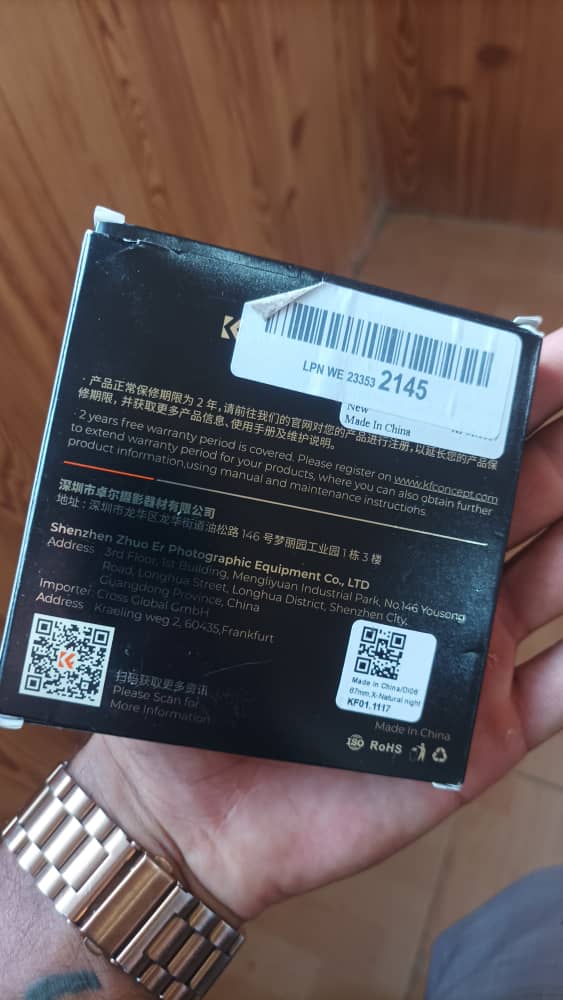 LPN WE 23353 2145
New
Made In China
· 产品正常保修期限为 2 年，请前往我们的官网对您的产品进行注册，以延长您的产品保
修期限，并获取更多产品信息、使用手册及维护说明。
· 2 years free warranty period is covered. Please register on www.kfconcept.com
to extend warranty period for your products, where you can also gbtain further
product information,using manual and maintenance instructions.
深圳市卓尔摄影器材有限公司
地址：深圳市龙华区龙华街道油松路 146 号梦丽园工业园 1 栋 3 楼
Shenzhen Zhuo Er Photographic Equipment Co., LTD
Address 3rd Floor, 1st Building, Mengliyuan Industrial Park, No.146 Yousong
Road, Longhua Street, Longhua District, Shenzhen City,
Guangdong Province, China
Importer Cross Global GmbH
Address Kraeling weg 2, 60435,Frankfurt
扫码获取更多资讯
Please Scan for
More Information
Made in China/Di08
67mm,X-Natural night
KF01.1117
Made In China
ISO RoHS